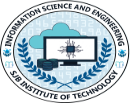 INFORMATION SCIENCE AND ENGINEERING
SJB INSTITUTE OF TECHNOLOGY